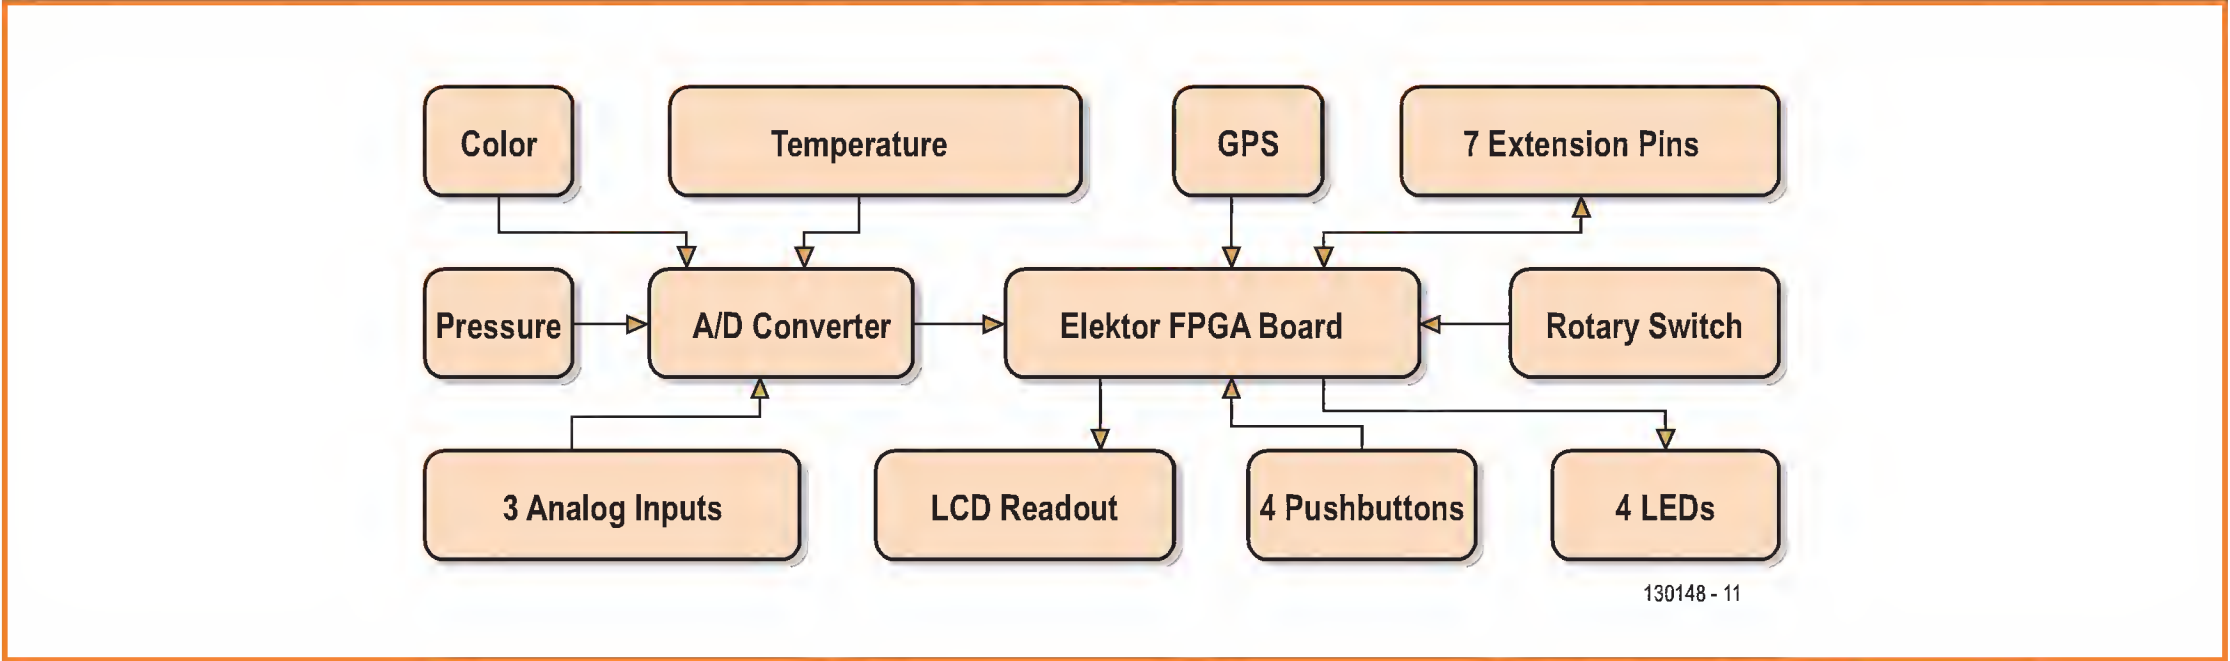 Color
Temperature
GPS
7 Extension Pins
Pressure
A/D Converter
Elektor FPGA Board
Rotary Switch
3 Analog Inputs
LCD Readout
4 Pushbuttons
4 LEDs
130148 - 11